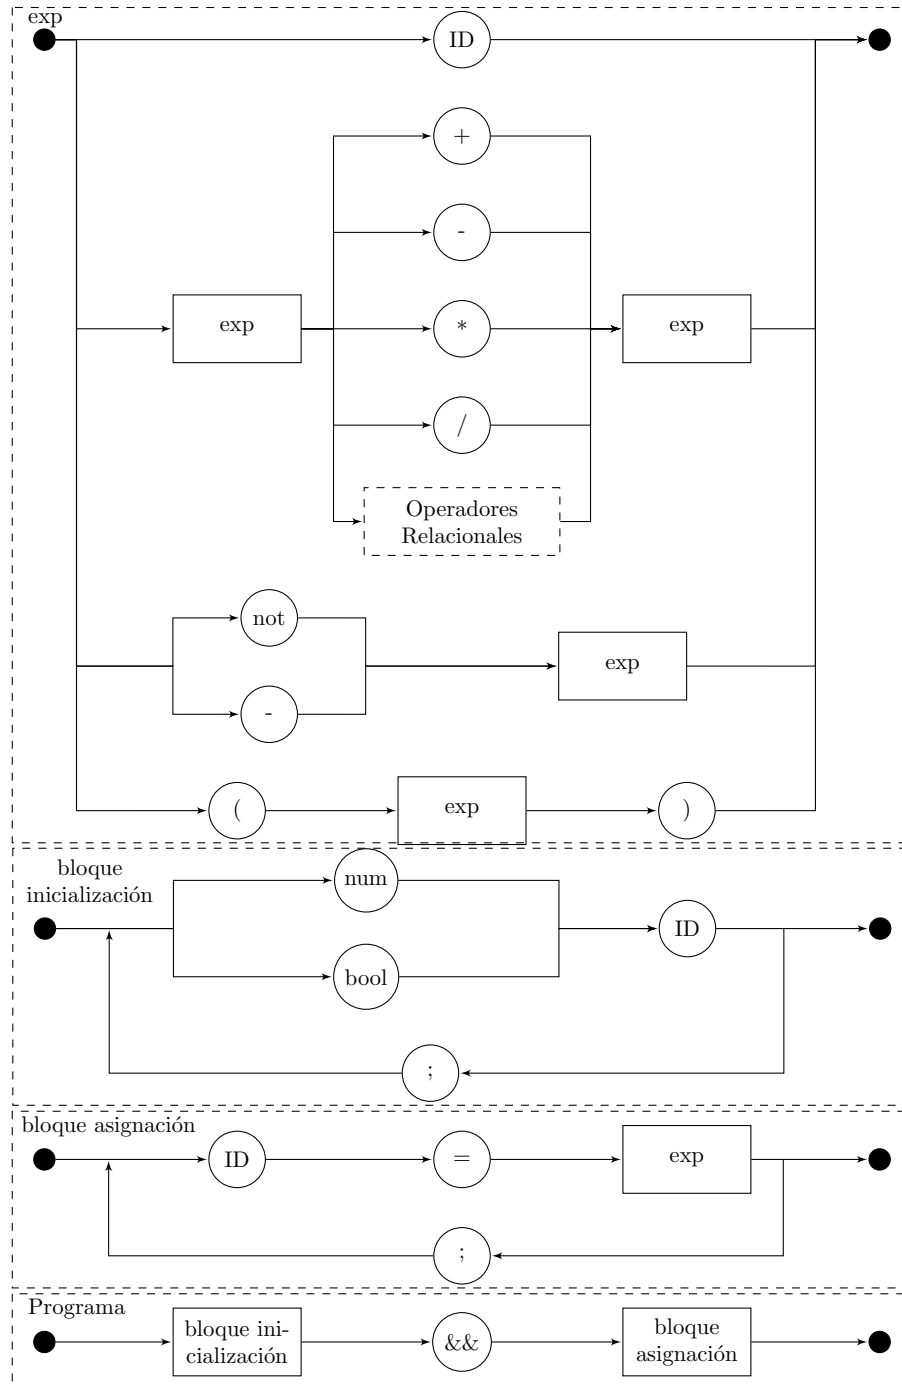 exp
ID
+
-
exp
*
exp
/
Operadores
Relacionales
not
exp
-
(
exp
)
bloque
inicialización
num
ID
bool
;
bloque asignación
ID
=
exp
;
Programa
bloque ini-
cialización
&&
bloque
asignación